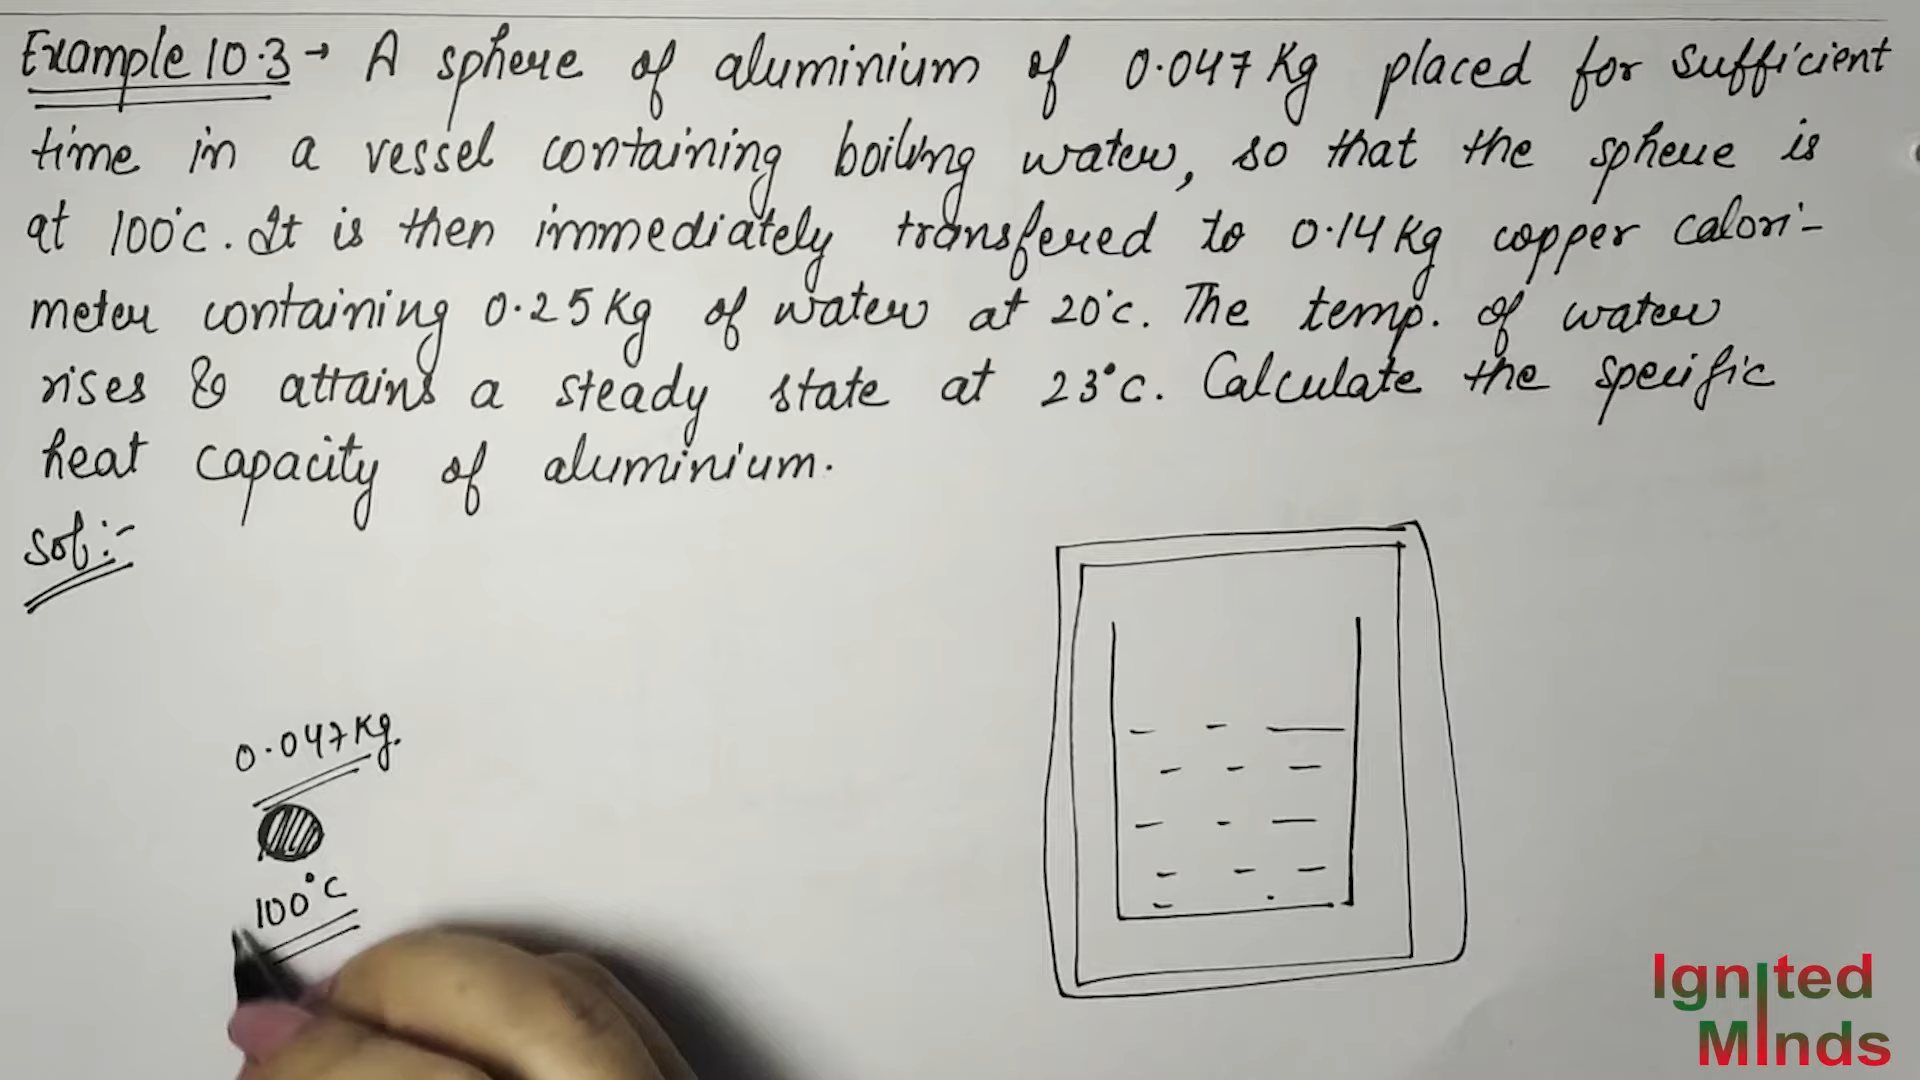 Example 10.3 → A sphere of aluminium of 0.047 Kg placed for sufficient
time in a vessel containing boiling water, so that the sphere is
at 100°C. It is then immediately transfered to 0.14 Kg copper calori-
meter containing 0.25 Kg of water at 20°C. The temp. of water
rises & attains a steady state at 23°C. Calculate the specific
heat capacity of aluminium.
Sol:-
0.047 Kg.
100°C
Ignited
Minds